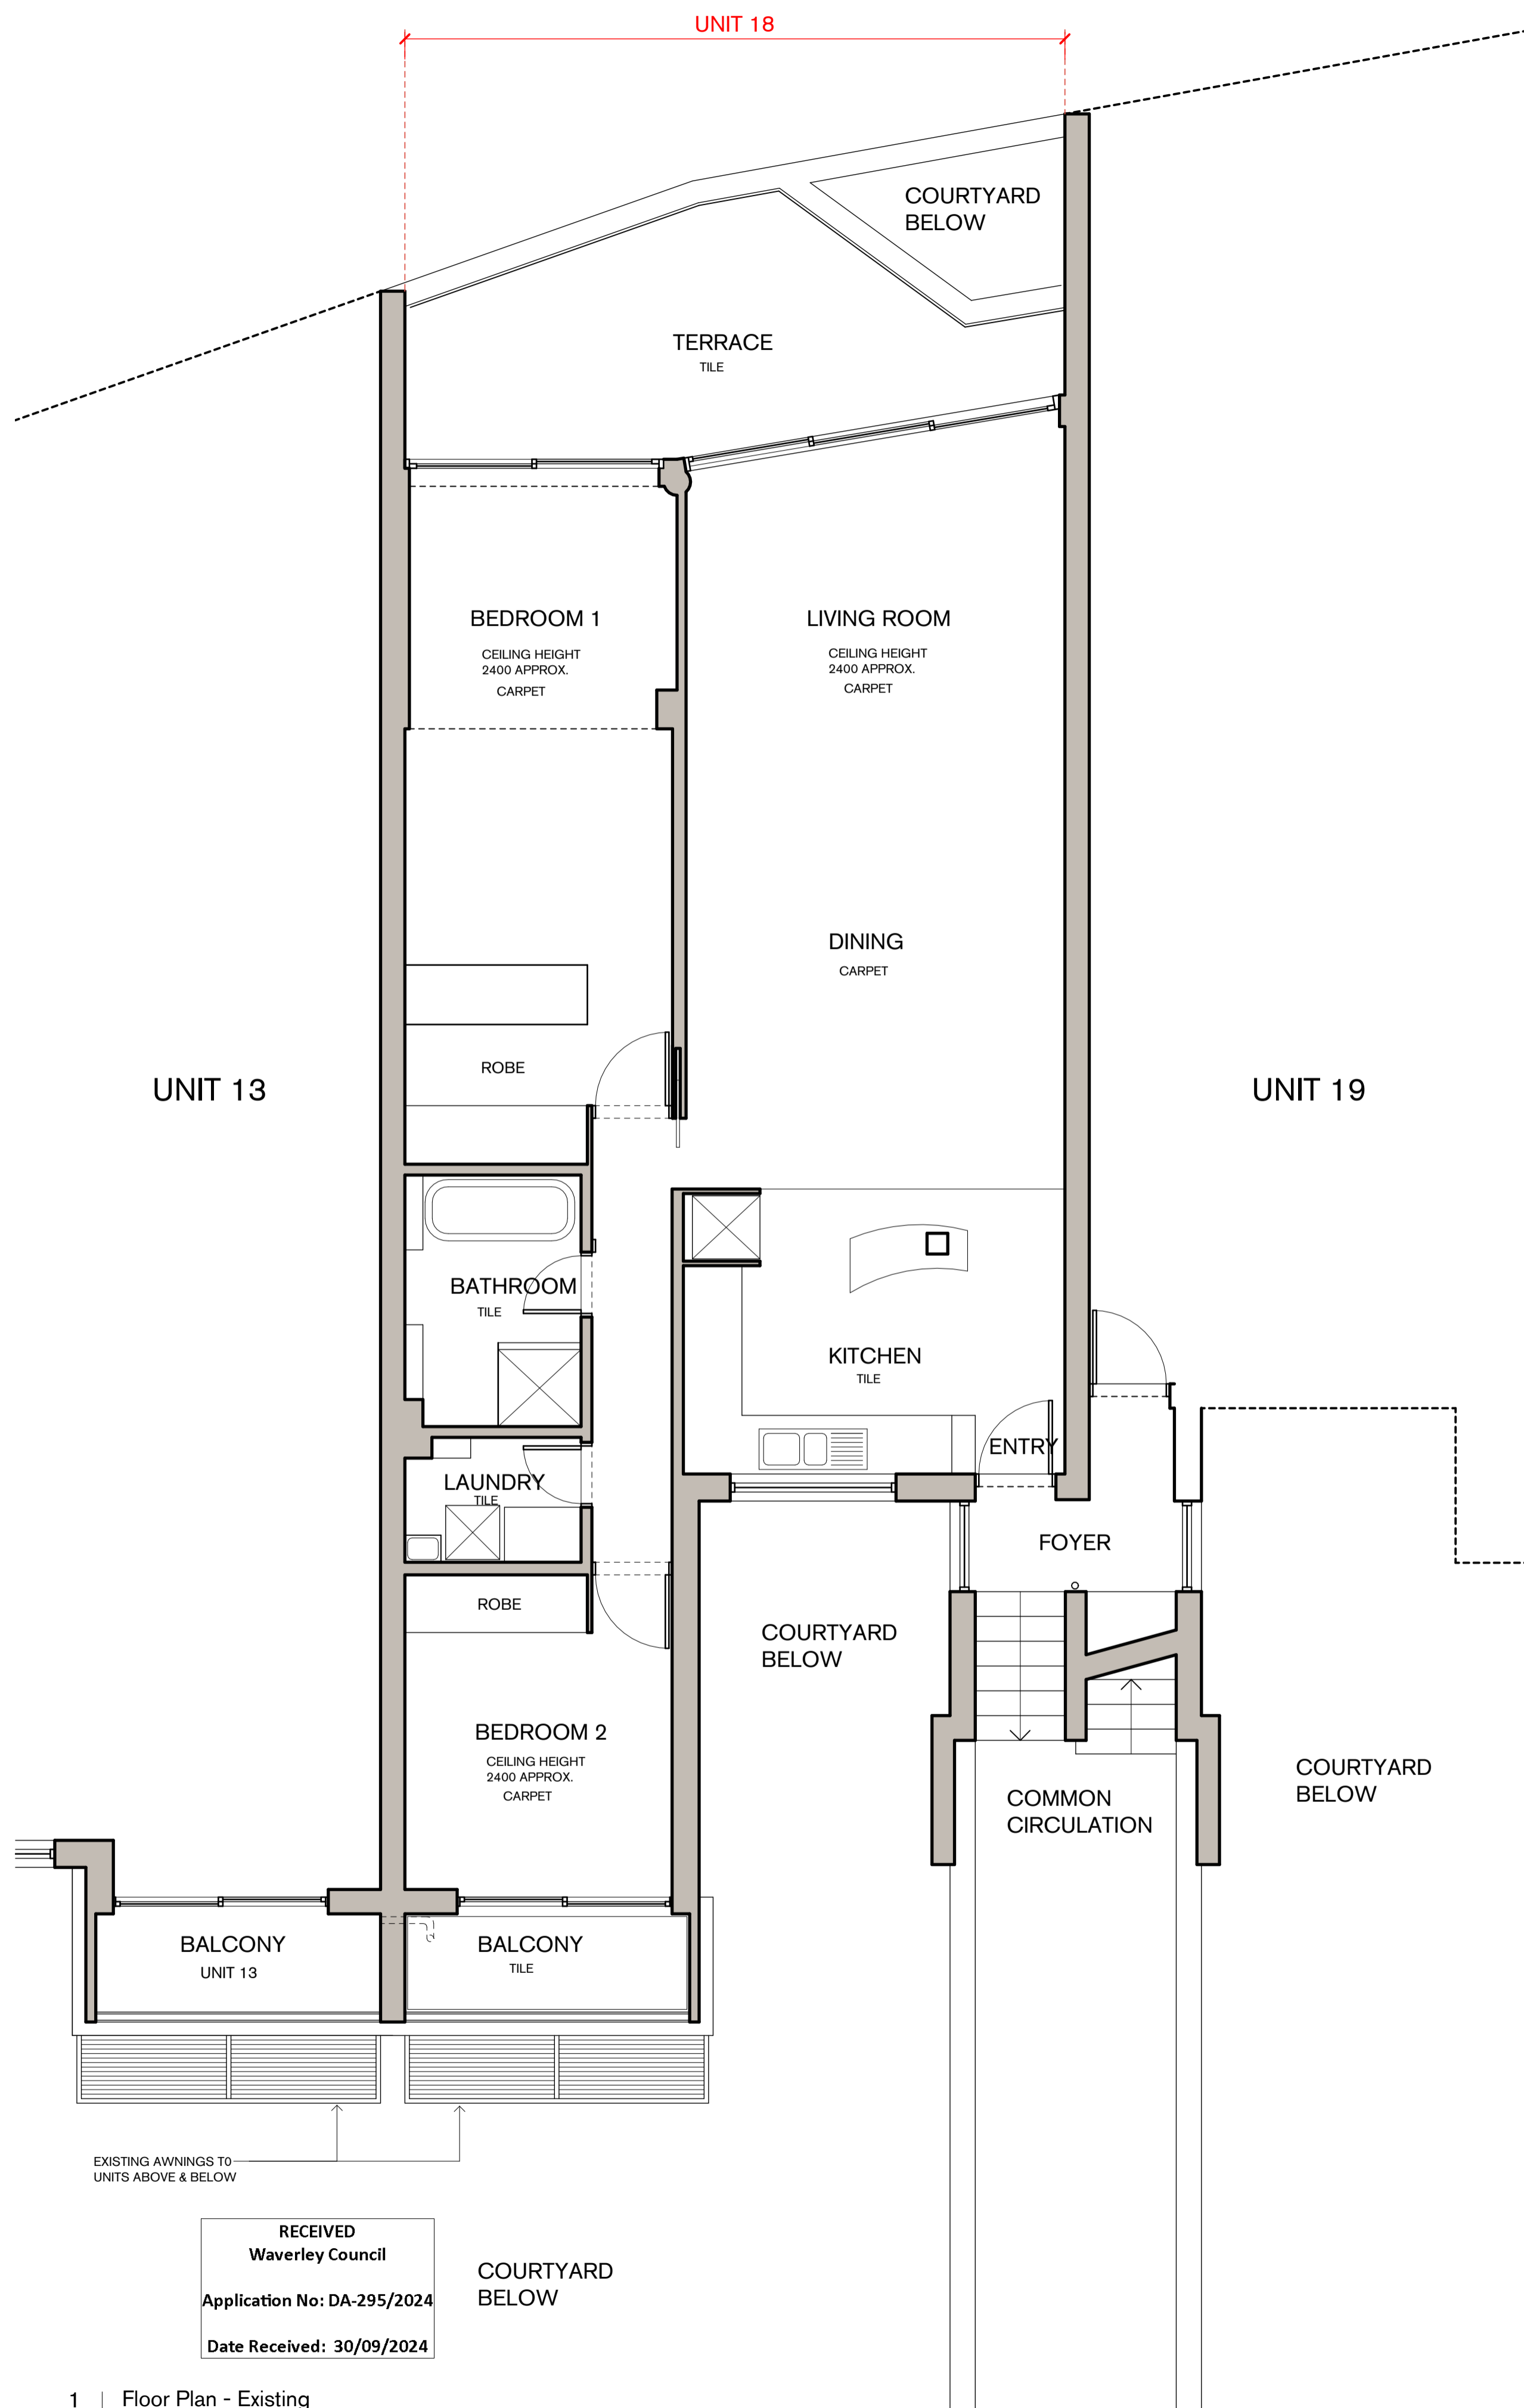 UNIT 18
COURTYARD
BELOW
TERRACE
TILE
BEDROOM 1
CEILING HEIGHT
2400 APPROX.
CARPET
LIVING ROOM
CEILING HEIGHT
2400 APPROX.
CARPET
DINING
CARPET
ROBE
UNIT 13
UNIT 19
BATHROOM
TILE
KITCHEN
TILE
ENTRY
LAUNDRY
TILE
FOYER
ROBE
COURTYARD
BELOW
BEDROOM 2
CEILING HEIGHT
2400 APPROX.
CARPET
COMMON
CIRCULATION
COURTYARD
BELOW
BALCONY
UNIT 13
BALCONY
TILE
EXISTING AWNINGS T0
UNITS ABOVE & BELOW
RECEIVED
Waverley Council
Application No: DA-295/2024
Date Received: 30/09/2024
COURTYARD
BELOW
1 Floor Plan - Existing